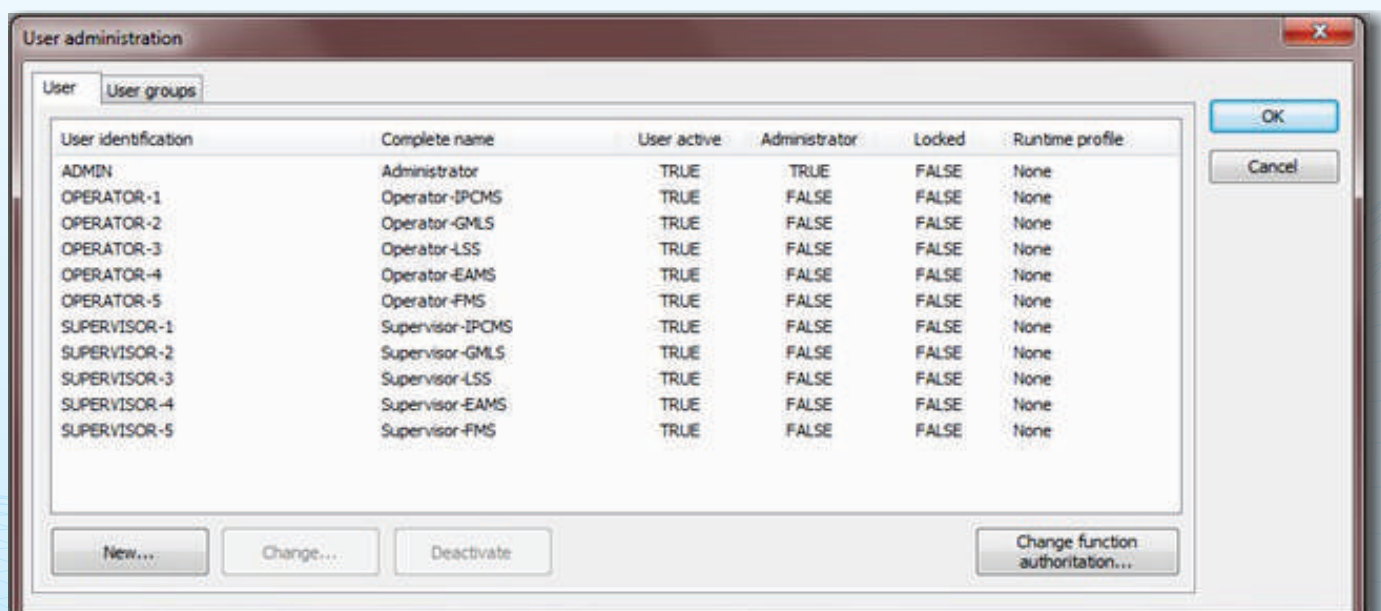 User administration
User User groups
User identification Complete name User active Administrator Locked Runtime profile
ADMIN Administrator TRUE TRUE FALSE None
OPERATOR-1 Operator-IPCMS TRUE FALSE FALSE None
OPERATOR-2 Operator-GMLS TRUE FALSE FALSE None
OPERATOR-3 Operator-LSS TRUE FALSE FALSE None
OPERATOR-4 Operator-EAMS TRUE FALSE FALSE None
OPERATOR-5 Operator-FMS TRUE FALSE FALSE None
SUPERVISOR-1 Supervisor-IPCMS TRUE FALSE FALSE None
SUPERVISOR-2 Supervisor-GMLS TRUE FALSE FALSE None
SUPERVISOR-3 Supervisor-LSS TRUE FALSE FALSE None
SUPERVISOR-4 Supervisor-EAMS TRUE FALSE FALSE None
SUPERVISOR-5 Supervisor-FMS TRUE FALSE FALSE None
OK
Cancel
New... Change... Deactivate
Change function
authoritation...